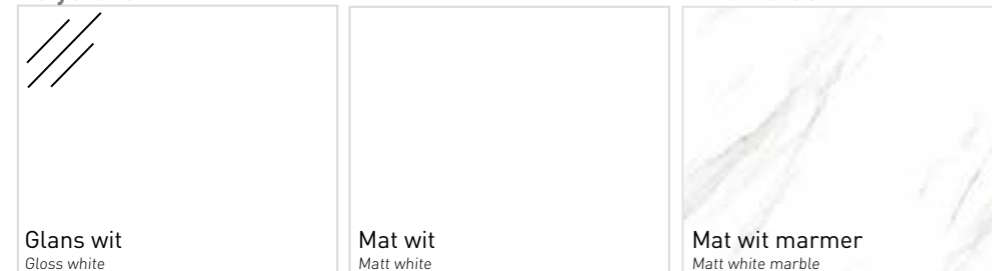 Glans wit
Gloss white
Mat wit
Matt white
Mat wit marmer
Matt white marble